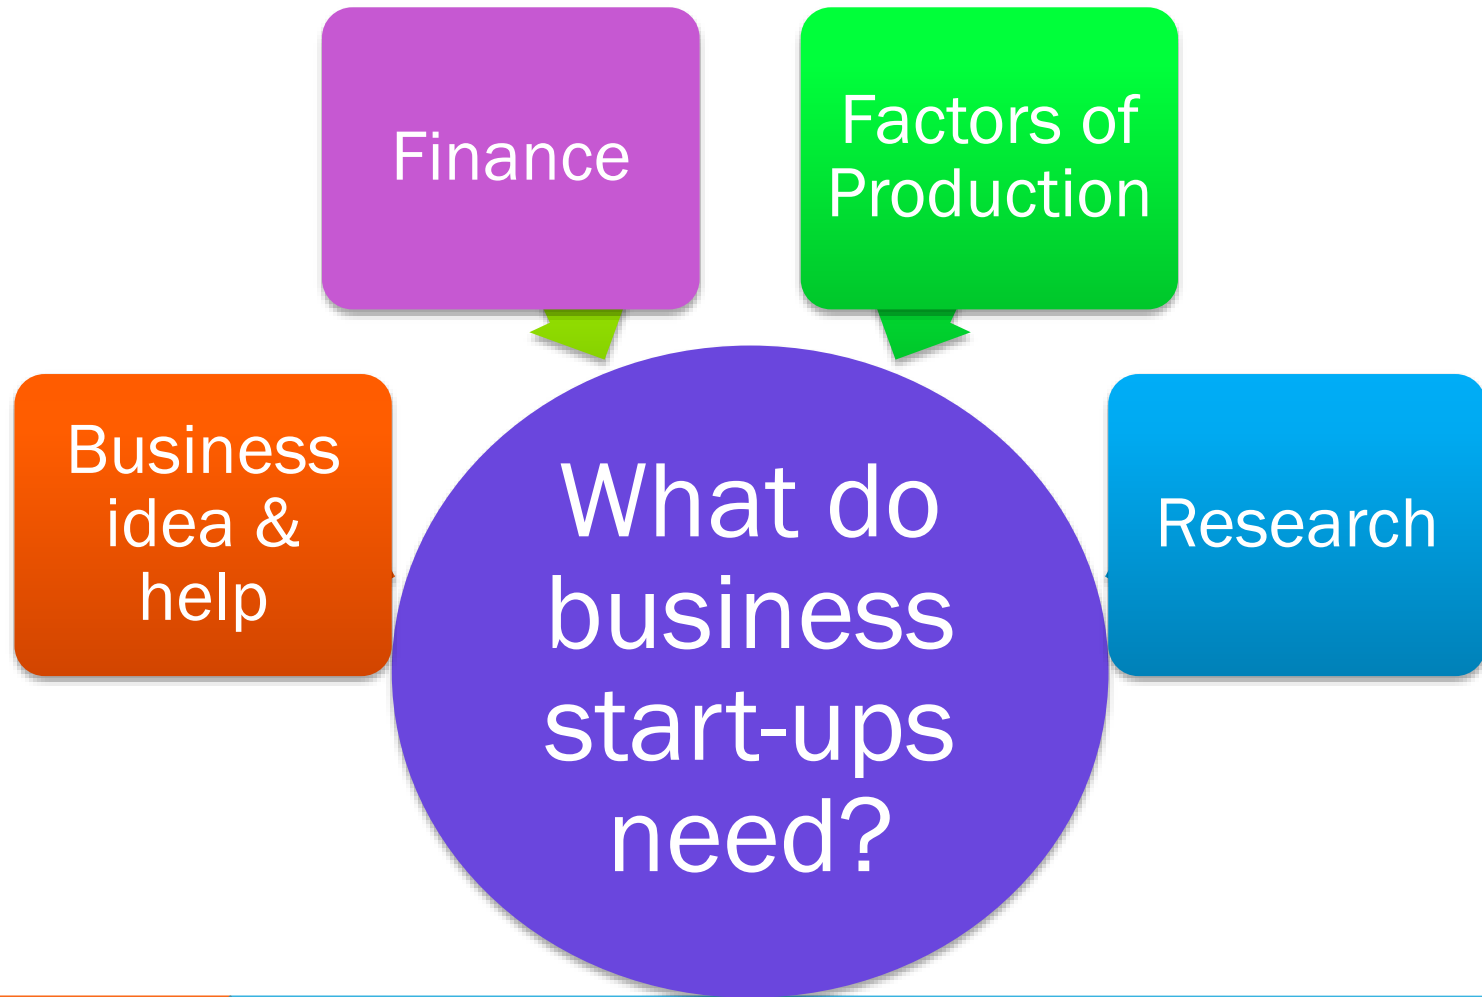 Finance
Factors of
Production
Business
idea &
help
What do
business
start-ups
need?
Research